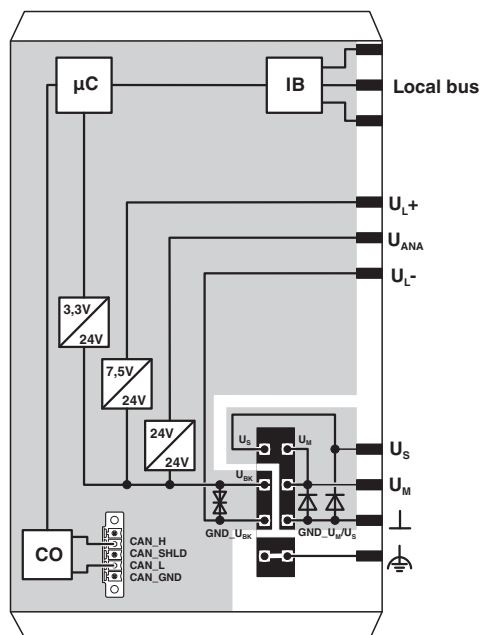 µC
IB
Local bus
UL+
UANA
UL-
3,3V
24V
7,5V
24V
24V
24V
US
UM
US
UBK
UM
GND_UBK
GND_UM/US
CO
CAN_H
CAN_SHLD
CAN_L
CAN_GND